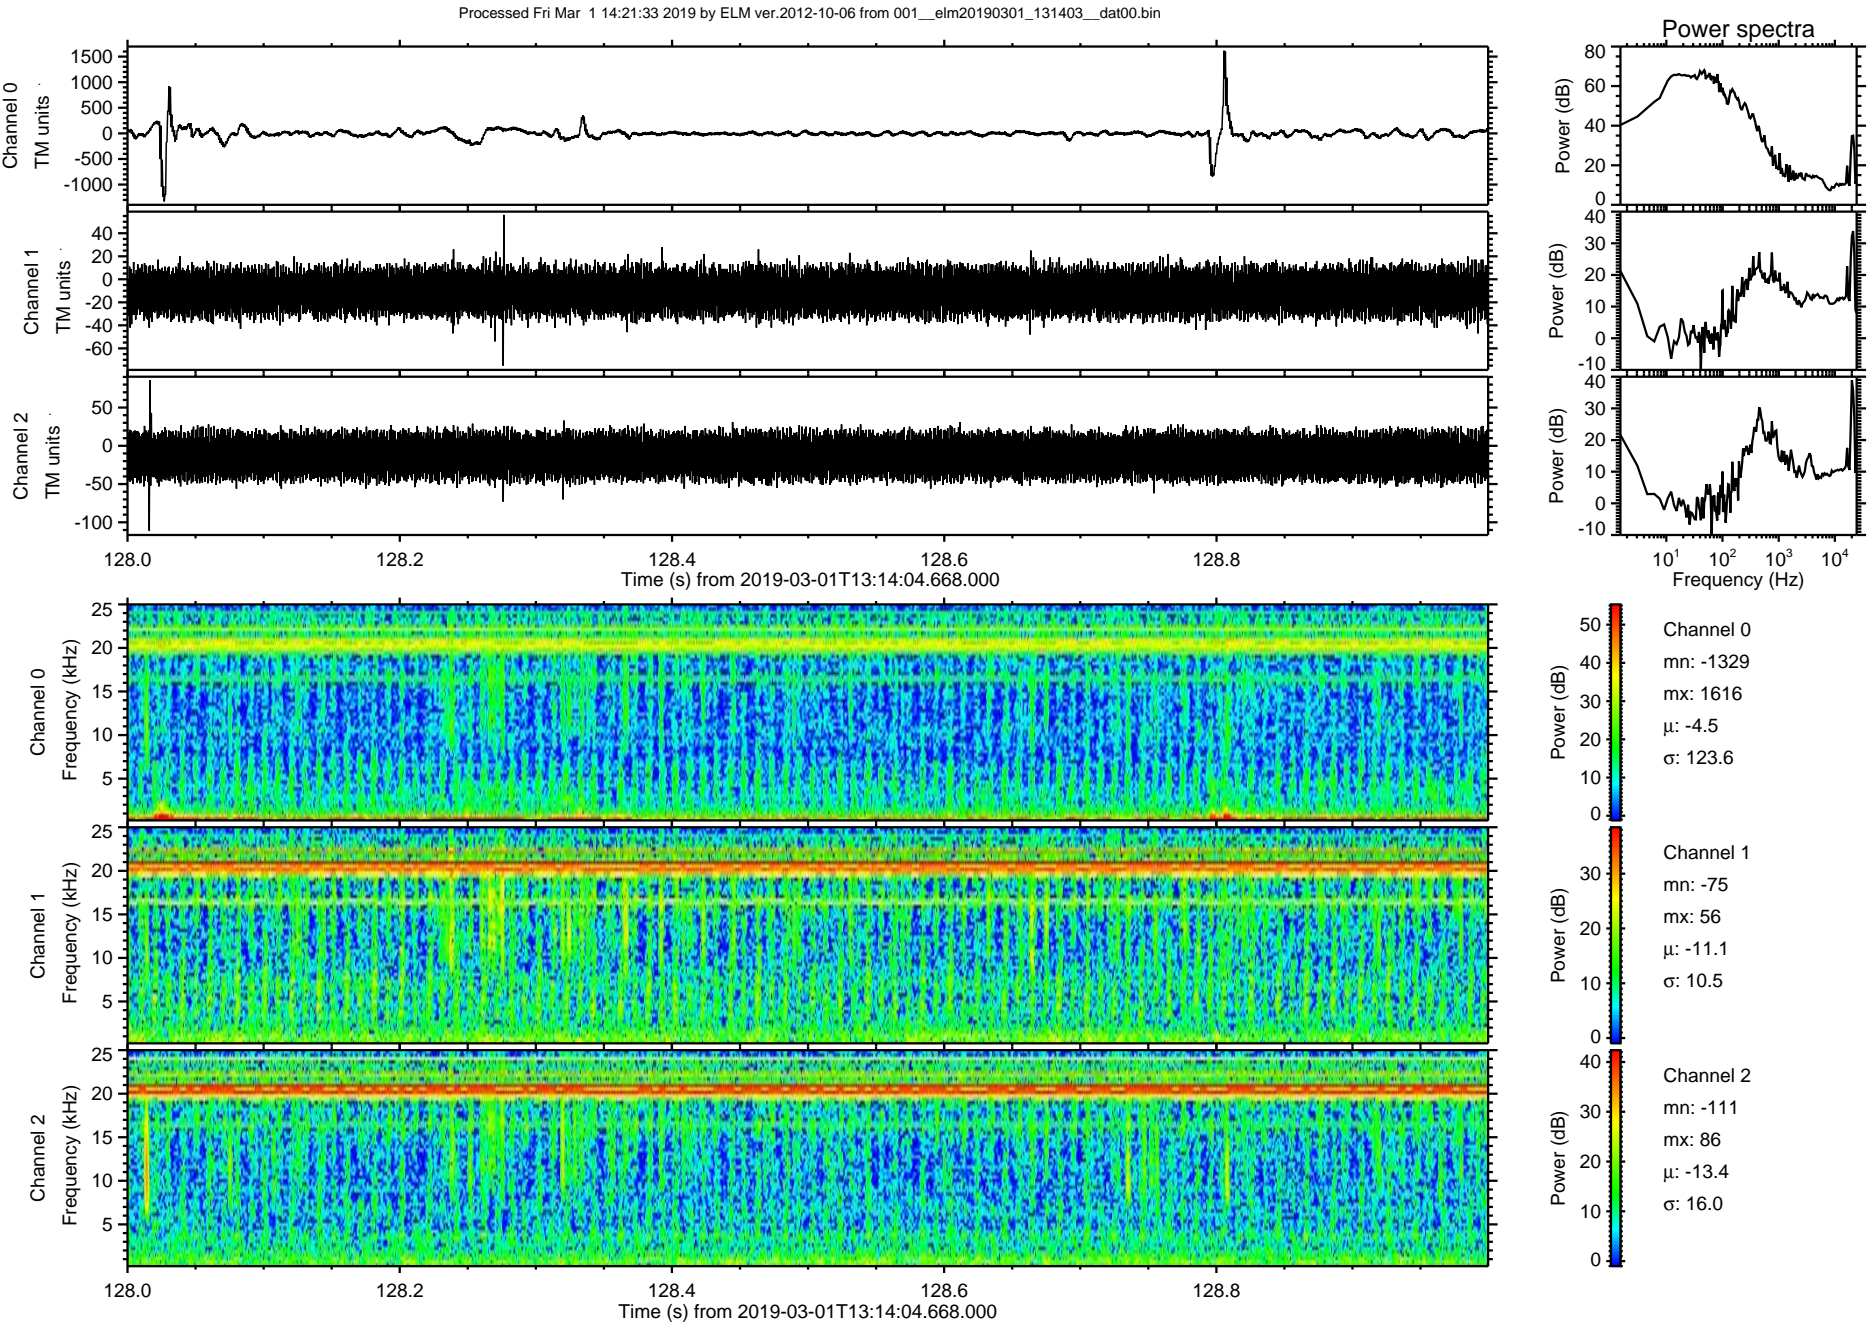 Processed Fri Mar  1 14:21:33 2019 by ELM ver.2012-10-06 from 001__elm20190301_131403__dat00.bin
Power spectra
Channel 0
TM units
1500
1000
500
0
-500
-1000
Power (dB)
80
60
40
20
0
Channel 1
TM units
40
20
0
-20
-40
-60
Power (dB)
40
30
20
10
0
-10
Channel 2
TM units
50
0
-50
-100
Power (dB)
40
30
20
10
0
-10
128.0 128.2 128.4 128.6 128.8
Time (s) from 2019-03-01T13:14:04.668.000
10^1 10^2 10^3 10^4
Frequency (Hz)
Channel 0
Frequency (kHz)
25
20
15
10
5
Power (dB)
50
40
30
20
10
0
Channel 0
mn: -1329
mx: 1616
μ: -4.5
σ: 123.6
Channel 1
Frequency (kHz)
25
20
15
10
5
Power (dB)
30
20
10
0
Channel 1
mn: -75
mx: 56
μ: -11.1
σ: 10.5
Channel 2
Frequency (kHz)
25
20
15
10
5
Power (dB)
40
30
20
10
0
Channel 2
mn: -111
mx: 86
μ: -13.4
σ: 16.0
128.0 128.2 128.4 128.6 128.8
Time (s) from 2019-03-01T13:14:04.668.000